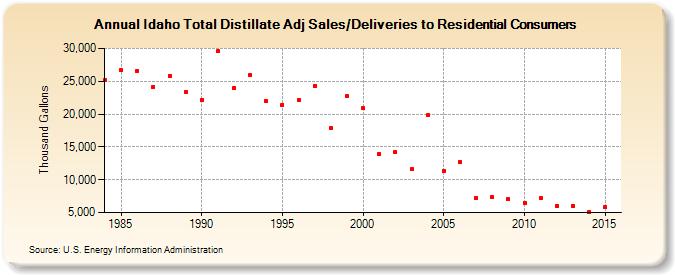 Annual Idaho Total Distillate Adj Sales/Deliveries to Residential Consumers
Thousand Gallons
30,000
25,000
20,000
15,000
10,000
5,000
1985 1990 1995 2000 2005 2010 2015
Source: U.S. Energy Information Administration